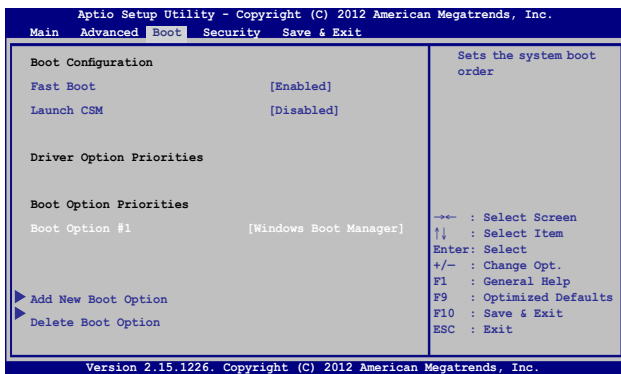 Aptio Setup Utility - Copyright (C) 2012 American Megatrends, Inc.
Main Advanced Boot Security Save & Exit
Boot Configuration
Fast Boot [Enabled]
Launch CSM [Disabled]
Driver Option Priorities
Boot Option Priorities
Boot Option #1 [Windows Boot Manager]
Add New Boot Option
Delete Boot Option
Sets the system boot
order
→← : Select Screen
↑↓ : Select Item
Enter: Select
+/— : Change Opt.
F1 : General Help
F9 : Optimized Defaults
F10 : Save & Exit
ESC : Exit
Version 2.15.1226. Copyright (C) 2012 American Megatrends, Inc.